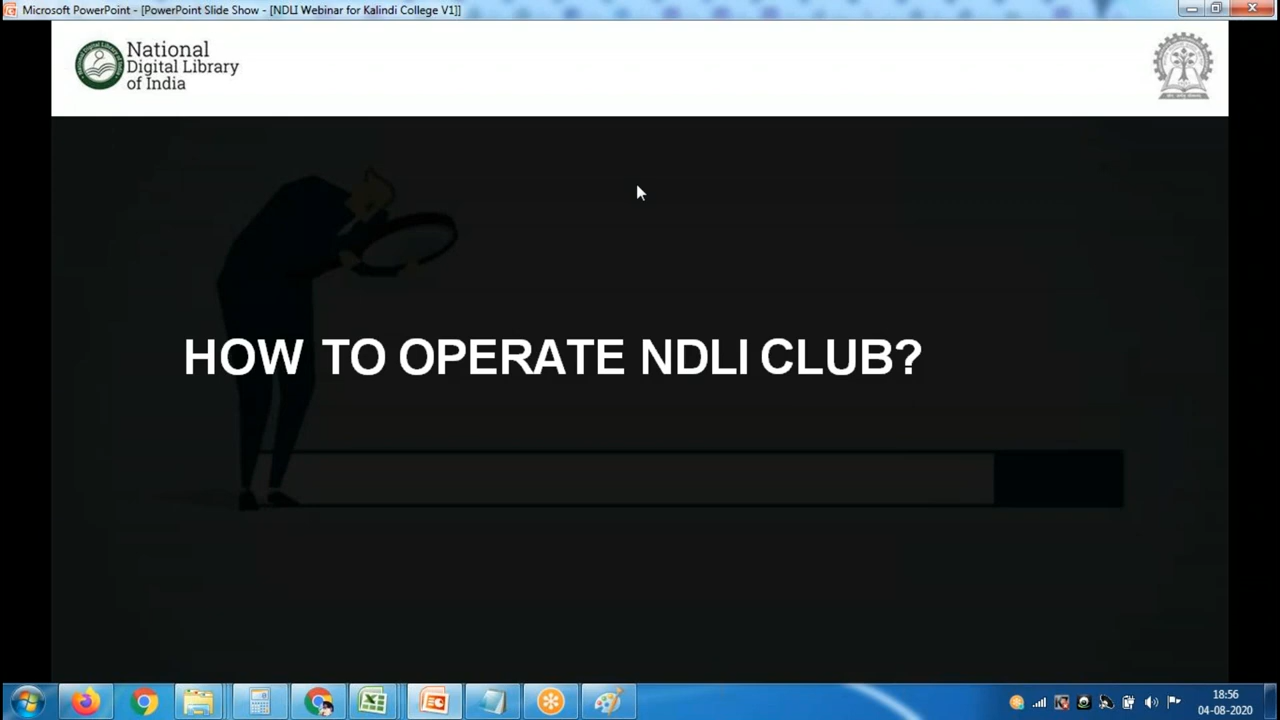 Microsoft PowerPoint - [PowerPoint Slide Show - [NDLI Webinar for Kalindi College V1]]
National
Digital Library
of India
HOW TO OPERATE NDLI CLUB?
18:56
04-08-2020